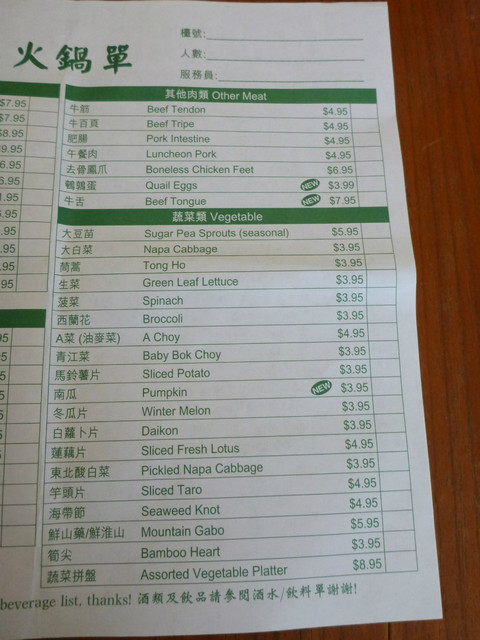 火鍋單
檯號:
人數:
服務員:
$7.95
$7.95
$8.95
其他肉類 Other Meat
牛筋 Beef Tendon $4.95
牛百頁 Beef Tripe $4.95
肥腸 Pork Intestine $4.95
午餐肉 Luncheon Pork $4.95
去骨鳳爪 Boneless Chicken Feet $6.95
鵪鶉蛋 Quail Eggs NEW $3.99
牛舌 Beef Tongue NEW $7.95
蔬菜類 Vegetable
大豆苗 Sugar Pea Sprouts (seasonal) $5.95
大白菜 Napa Cabbage $3.95
茼蒿 Tong Ho $3.95
生菜 Green Leaf Lettuce $3.95
菠菜 Spinach $3.95
西蘭花 Broccoli $3.95
A菜 (油麥菜) A Choy $4.95
青江菜 Baby Bok Choy $3.95
馬鈴薯片 Sliced Potato $3.95
南瓜 Pumpkin NEW $3.95
冬瓜片 Winter Melon $3.95
白蘿卜片 Daikon $3.95
蓮藕片 Sliced Fresh Lotus $4.95
東北酸白菜 Pickled Napa Cabbage $3.95
芋頭片 Sliced Taro $4.95
海帶節 Seaweed Knot $4.95
鮮山藥/鮮淮山 Mountain Gabo $5.95
筍尖 Bamboo Heart $3.95
蔬菜拼盤 Assorted Vegetable Platter $8.95
beverage list, thanks! 酒類及飲品請參閱酒水/飲料單謝謝!